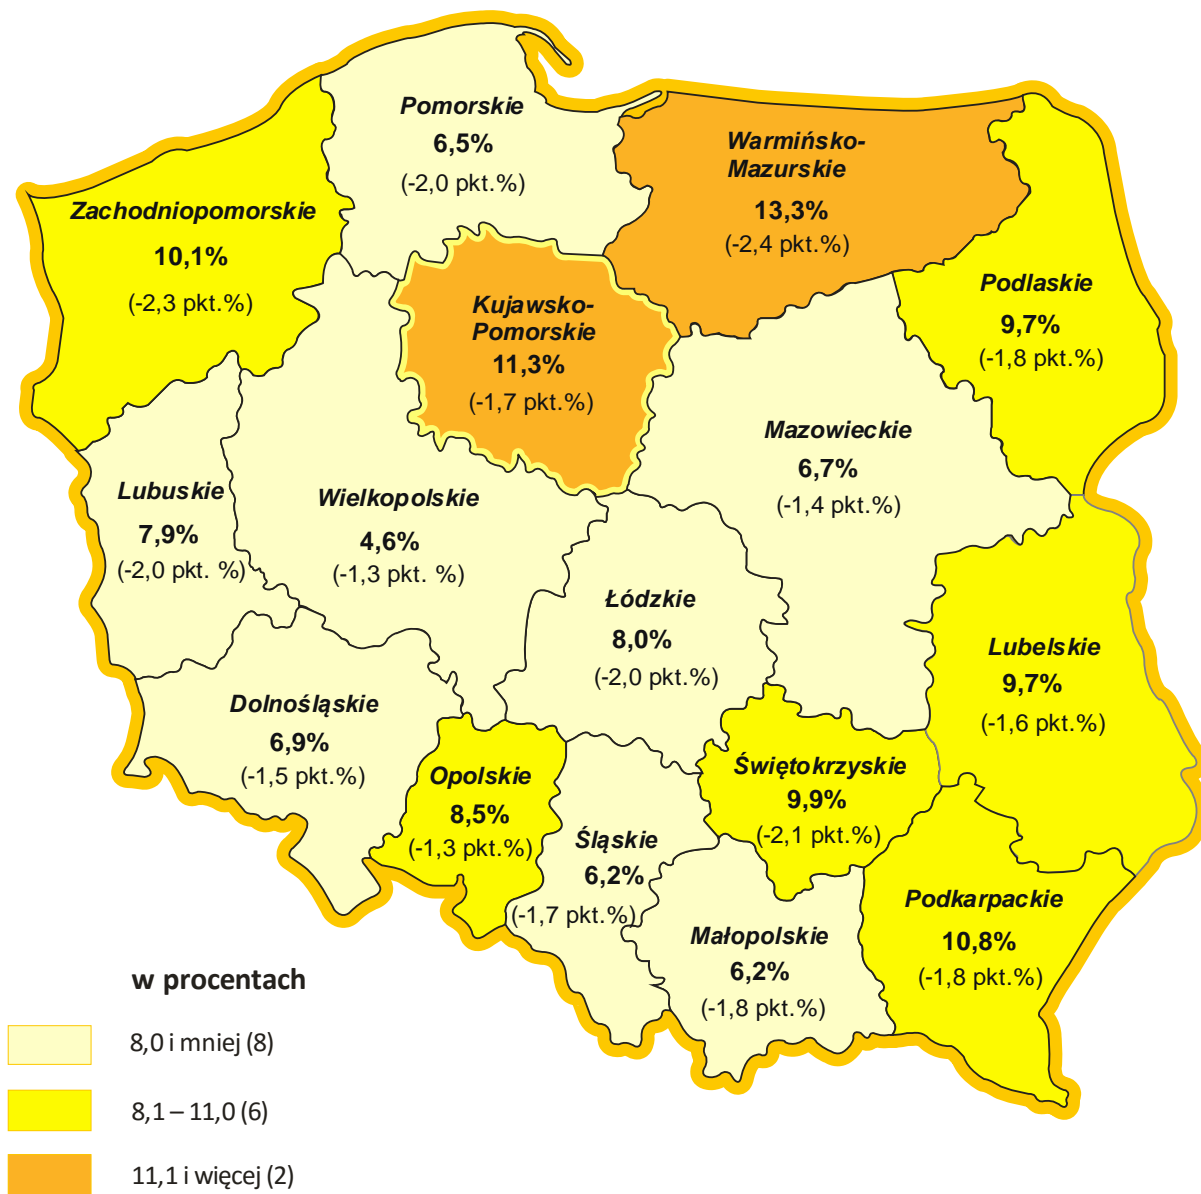 Pomorskie
6,5%
(-2,0 pkt.%)
Warmińsko-
Mazurskie
13,3%
(-2,4 pkt.%)
Zachodniopomorskie
10,1%
(-2,3 pkt.%)
Podlaskie
9,7%
(-1,8 pkt.%)
Kujawsko-
Pomorskie
11,3%
(-1,7 pkt.%)
Mazowieckie
6,7%
(-1,4 pkt.%)
Lubuskie
7,9%
(-2,0 pkt. %)
Wielkopolskie
4,6%
(-1,3 pkt. %)
Łódzkie
8,0%
(-2,0 pkt.%)
Lubelskie
9,7%
(-1,6 pkt.%)
Dolnośląskie
6,9%
(-1,5 pkt.%)
Opolskie
8,5%
(-1,3 pkt.%)
Świętokrzyskie
9,9%
(-2,1 pkt.%)
Śląskie
6,2%
(-1,7 pkt.%)
Małopolskie
6,2%
(-1,8 pkt.%)
Podkarpackie
10,8%
(-1,8 pkt.%)
w procentach
8,0 i mniej (8)
8,1 – 11,0 (6)
11,1 i więcej (2)